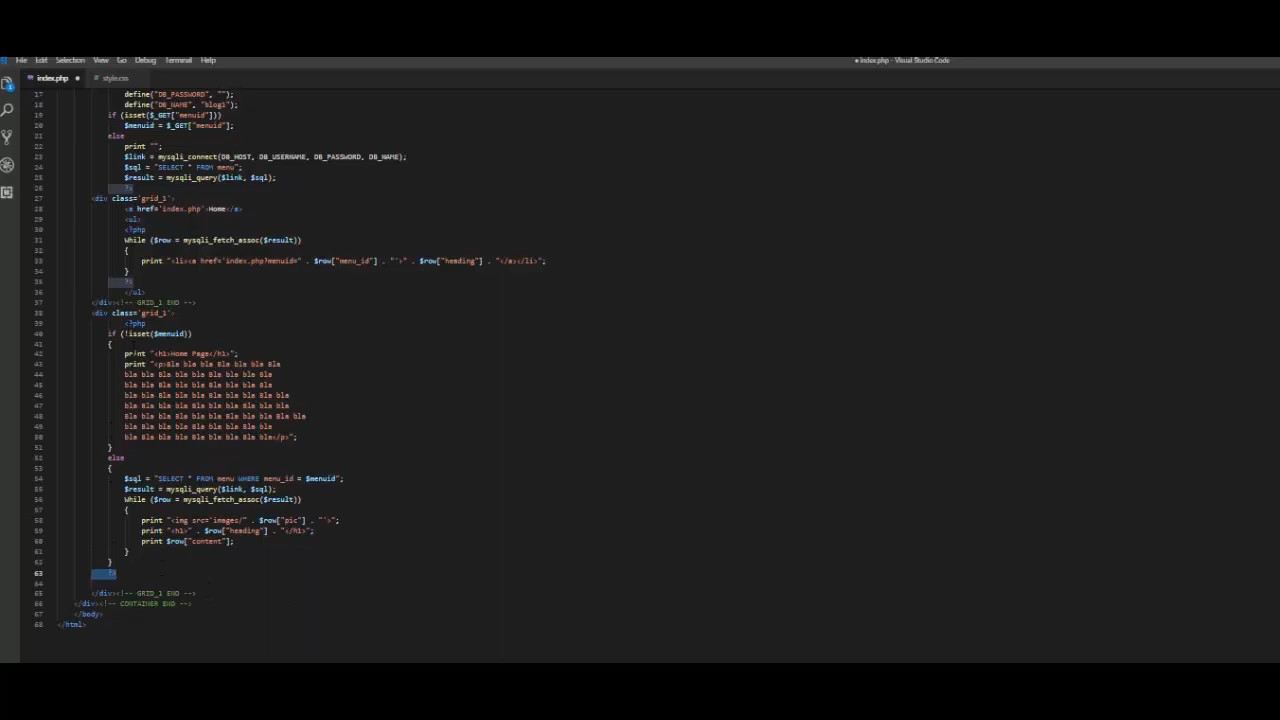 File Edit Selection View Go Debug Terminal Help
● index.php - Visual Studio Code
index.php ● style.css
17 define("DB_PASSWORD", "");
18 define("DB_NAME", "blog1");
19 if (isset($_GET["menuid"]))
20 $menuid = $_GET["menuid"];
21 else
22 print "";
23 $link = mysqli_connect(DB_HOST, DB_USERNAME, DB_PASSWORD, DB_NAME);
24 $sql = "SELECT * FROM menu";
25 $result = mysqli_query($link, $sql);
26 ?>
27 <div class='grid_1'>
28 <a href='index.php'>Home</a>
29 <ul>
30 <?php
31 While ($row = mysqli_fetch_assoc($result))
32 {
33 print "<li><a href='index.php?menuid=" . $row["menu_id"] . "'>" . $row["heading"] . "</a></li>";
34 }
35 ?>
36 </ul>
37 </div><!-- GRID_1 END -->
38 <div class='grid_1'>
39 <?php
40 if (!isset($menuid))
41 {
42 print "<h1>Home Page</h1>";
43 print "<p>Bla bla bla Bla bla bla Bla
44 bla bla Bla bla bla Bla bla Bla
45 bla Bla bla bla Bla bla bla Bla
46 bla bla Bla bla bla Bla bla bla
47 bla Bla bla bla Bla bla bla Bla
48 Bla bla bla Bla bla bla Bla bla bla
49 bla Bla bla bla Bla bla bla Bla
50 bla Bla bla bla Bla bla bla Bla bla</p>";
51 }
52 else
53 {
54 $sql = "SELECT * FROM menu WHERE menu_id = $menuid";
55 $result = mysqli_query($link, $sql);
56 While ($row = mysqli_fetch_assoc($result))
57 {
58 print "<img src='images/" . $row["pic"] . "'>";
59 print "<h1>" . $row["heading"] . "</h1>";
60 print $row["content"];
61 }
62 }
63 ?>
64
65 </div><!-- GRID_1 END -->
66 </div><!-- CONTAINER END -->
67 </body>
68 </html>